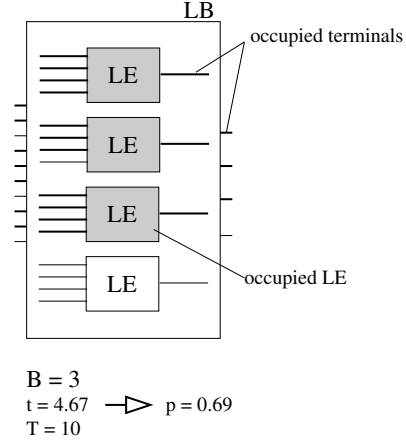 LB
occupied terminals
LE
LE
LE
occupied LE
LE
B = 3
t = 4.67 p = 0.69
T = 10